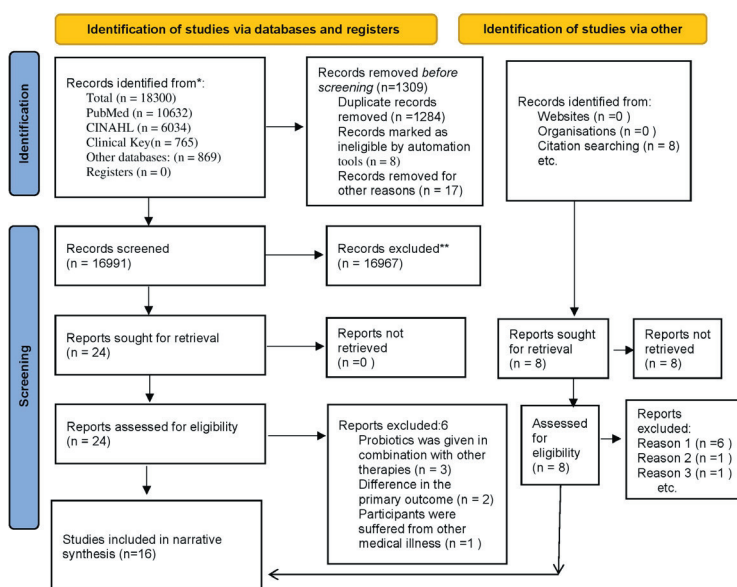 Identification of studies via databases and registers
Identification of studies via other
Identification
Records identified from*:
Total (n = 18300)
PubMed (n = 10632)
CINAHL (n = 6034)
Clinical Key(n = 765)
Other databases: (n = 869)
Registers (n = 0)
Records removed before
screening (n=1309)
Duplicate records
removed (n =1284)
Records marked as
ineligible by automation
tools (n = 8)
Records removed for
other reasons (n = 17)
Records identified from:
Websites (n =0 )
Organisations (n =0 )
Citation searching (n = 8)
etc.
Screening
Records screened
(n = 16991)
Records excluded**
(n = 16967)
Reports sought for retrieval
(n = 24)
Reports not
retrieved
(n =0 )
Reports sought
for retrieval
(n = 8)
Reports not
retrieved
(n = 8)
Reports assessed for eligibility
(n = 24)
Reports excluded:6
Probiotics was given in
combination with other
therapies (n = 3)
Difference in the
primary outcome (n = 2)
Participants were
suffered from other
medical illness (n =1 )
Assessed
for
eligibility
(n = 8)
Reports
excluded:
Reason 1 (n =6)
Reason 2 (n =1 )
Reason 3 (n =1 )
etc.
Studies included in narrative
synthesis (n=16)